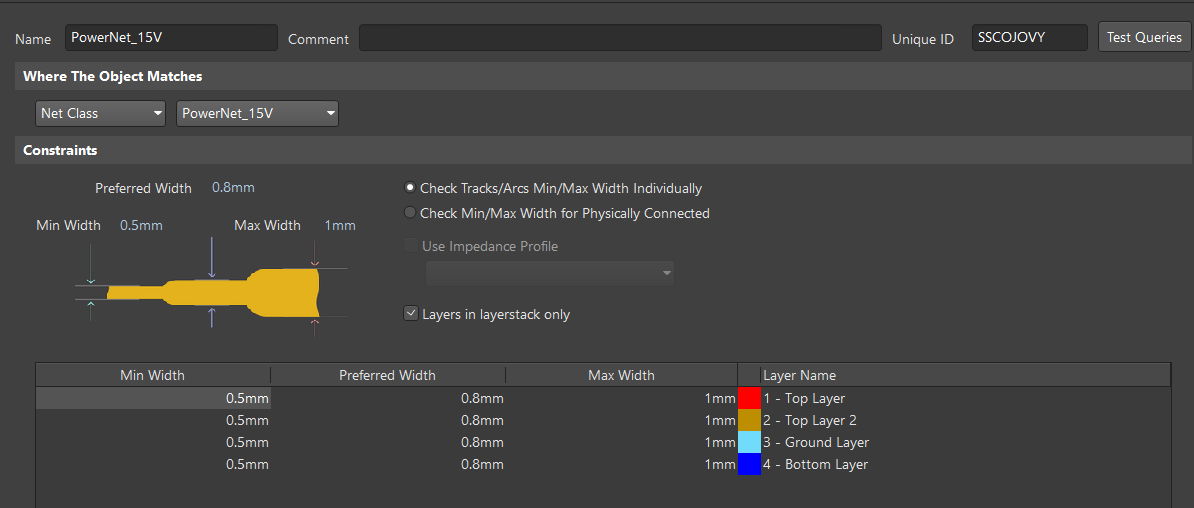 Name PowerNet_15V Comment Unique ID SSCOJOVY Test Queries
Where The Object Matches
Net Class PowerNet_15V
Constraints
Preferred Width 0.8mm
Min Width 0.5mm Max Width 1mm
Check Tracks/Arcs Min/Max Width Individually
Check Min/Max Width for Physically Connected
Use Impedance Profile
Layers in layerstack only
Min Width Preferred Width Max Width Layer Name
0.5mm 0.8mm 1mm 1 - Top Layer
0.5mm 0.8mm 1mm 2 - Top Layer 2
0.5mm 0.8mm 1mm 3 - Ground Layer
0.5mm 0.8mm 1mm 4 - Bottom Layer